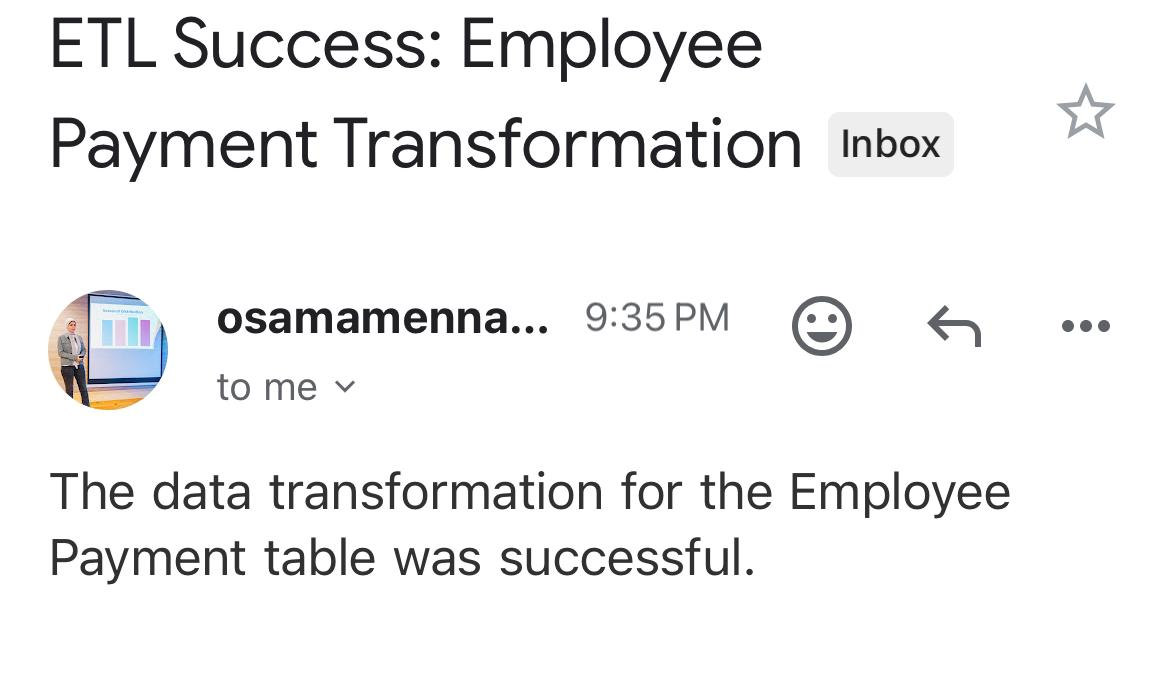 ETL Success: Employee
Payment Transformation Inbox
osamamenna... 9:35 PM
to me
The data transformation for the Employee
Payment table was successful.